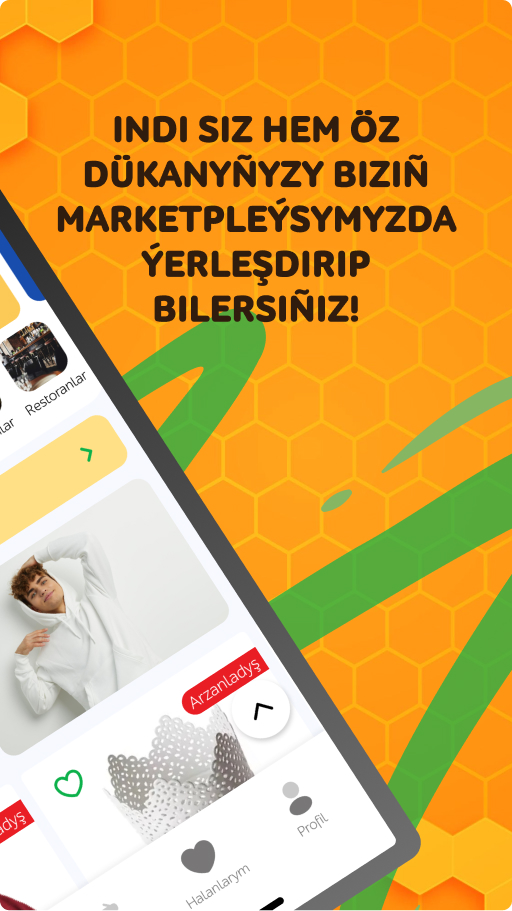 INDI SIZ HEM ÖZ
DÜKANYÑYZY BIZIÑ
MARKETPLEÝSYMYZDA
ÝERLEŞDIRIP
BILERSIÑIZ!
Restoranlar
Arzanladyş
Halanlarym
Profil